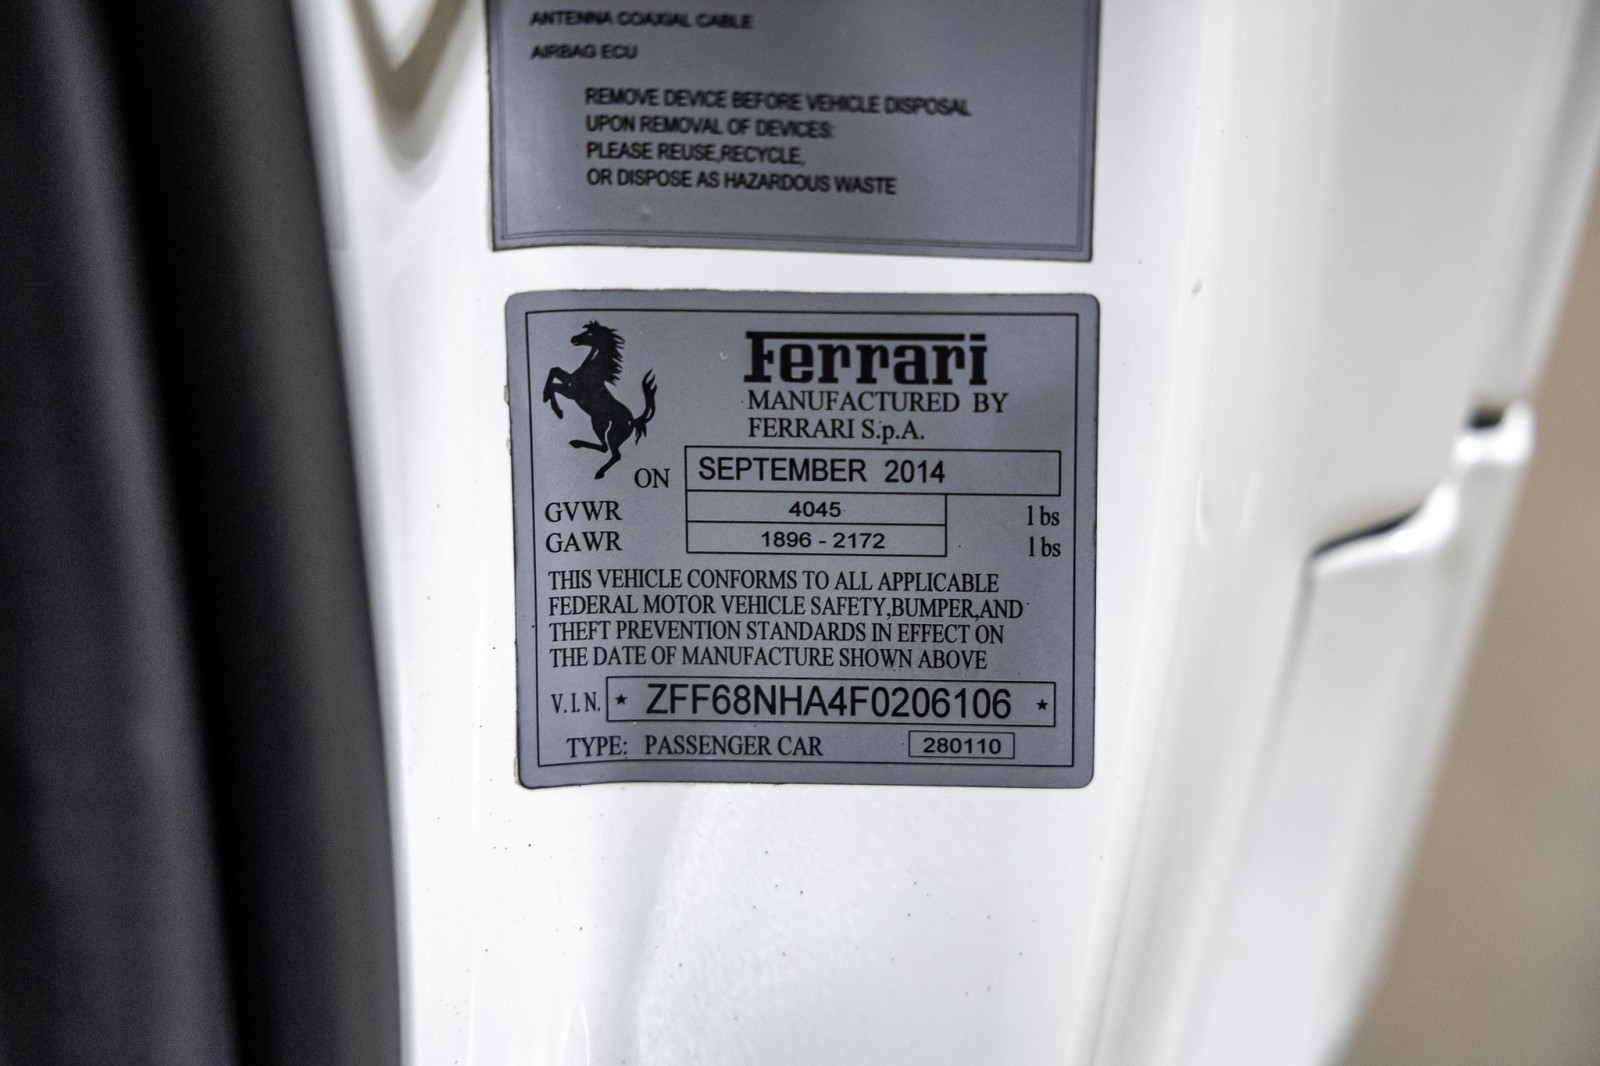 ANTENNA COAXIAL CABLE
AIRBAG ECU
REMOVE DEVICE BEFORE VEHICLE DISPOSAL
UPON REMOVAL OF DEVICES:
PLEASE REUSE,RECYCLE,
OR DISPOSE AS HAZARDOUS WASTE
Ferrari
MANUFACTURED BY
FERRARI S.p.A.
ON SEPTEMBER 2014
GVWR 4045 lbs
GAWR 1896 - 2172 lbs
THIS VEHICLE CONFORMS TO ALL APPLICABLE
FEDERAL MOTOR VEHICLE SAFETY,BUMPER,AND
THEFT PREVENTION STANDARDS IN EFFECT ON
THE DATE OF MANUFACTURE SHOWN ABOVE
V.I.N. ★ ZFF68NHA4F0206106 ★
TYPE: PASSENGER CAR 280110